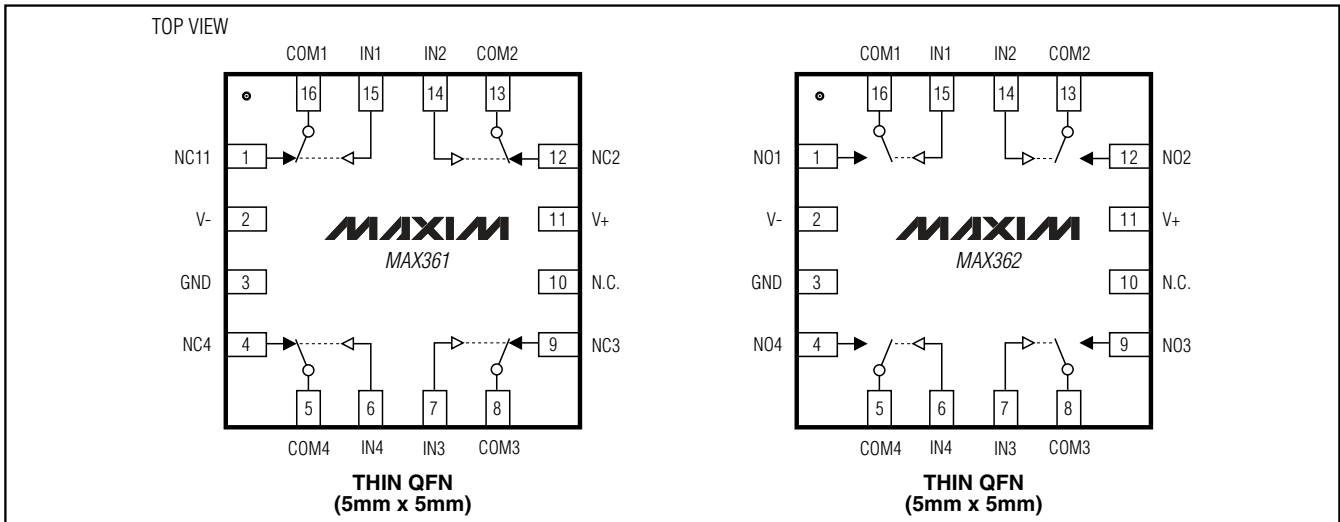 TOP VIEW
COM1 IN1 IN2 COM2
16 15 14 13
NC11 1 12 NC2
V- 2 11 V+
MAXIM
MAX361
GND 3 10 N.C.
NC4 4 9 NC3
5 6 7 8
COM4 IN4 IN3 COM3
THIN QFN
(5mm x 5mm)
COM1 IN1 IN2 COM2
16 15 14 13
NO1 1 12 NO2
V- 2 11 V+
MAXIM
MAX362
GND 3 10 N.C.
NO4 4 9 NO3
5 6 7 8
COM4 IN4 IN3 COM3
THIN QFN
(5mm x 5mm)